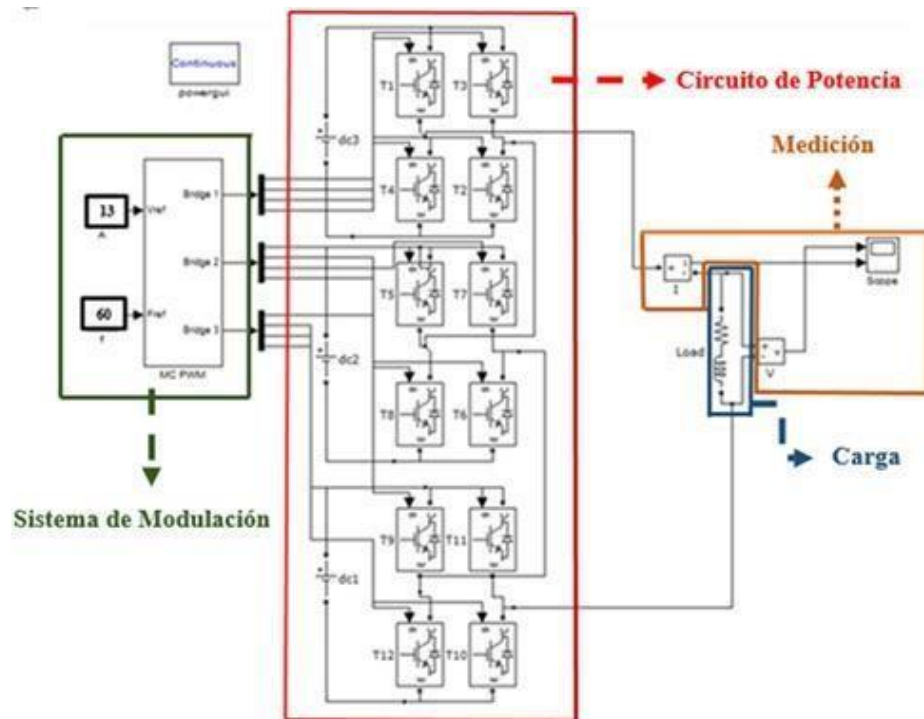 Continuous
powergui
Circuito de Potencia
T1
T3
dc3
Medición
T4
T2
13
A
Vref
Bridge 1
Bridge 2
Bridge 3
60
Fref
MC PWM
T5
T7
I
Scope
dc2
Load
V
T8
T6
Carga
Sistema de Modulación
T9
T11
dc1
T12
T10